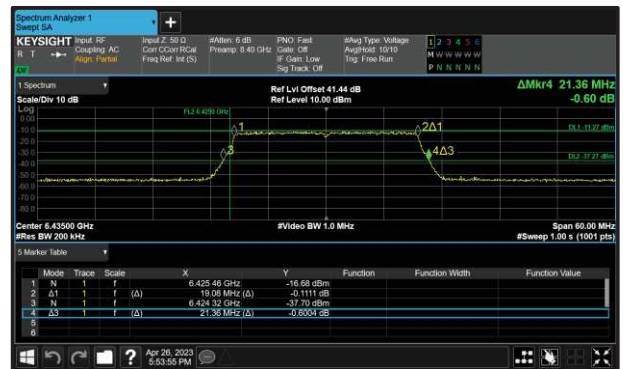 Spectrum Analyzer 1
Swept SA
+
KEYSIGHT Input: RF Input Z: 50 Ω #Atten: 6 dB PNO: Fast #Avg Type: Voltage 1 2 3 4 5 6
R T Coupling: AC Corr CCorr RCal Preamp: 8.40 GHz Gate: Off Avg|Hold: 10/10 M W W W W W
Align: Partial Freq Ref: Int (S) IF Gain: Low Trig: Free Run
Sig Track: Off P N N N N N
1 Spectrum Ref Lvl Offset 41.44 dB ΔMkr4 21.36 MHz
Scale/Div 10 dB Ref Level 10.00 dBm -0.60 dB
Log
0.00
-10.0 1 2Δ1 DL1 -11.27 dBm
-20.0
-30.0 3 4Δ3
-40.0 DL2 -37.27 dBm
-50.0
-60.0
-70.0
-80.0
Center 6.43500 GHz #Video BW 1.0 MHz Span 60.00 MHz
#Res BW 200 kHz #Sweep 1.00 s (1001 pts)
5 Marker Table
Mode Trace Scale X Y Function Function Width Function Value
1 N 1 f 6.425 46 GHz -16.68 dBm
2 Δ1 1 f (Δ) 19.08 MHz (Δ) -0.1111 dB
3 N 1 f 6.424 32 GHz -37.70 dBm
4 Δ3 1 f (Δ) 21.36 MHz (Δ) -0.6004 dB
5
6
? Apr 26, 2023
5:53:55 PM